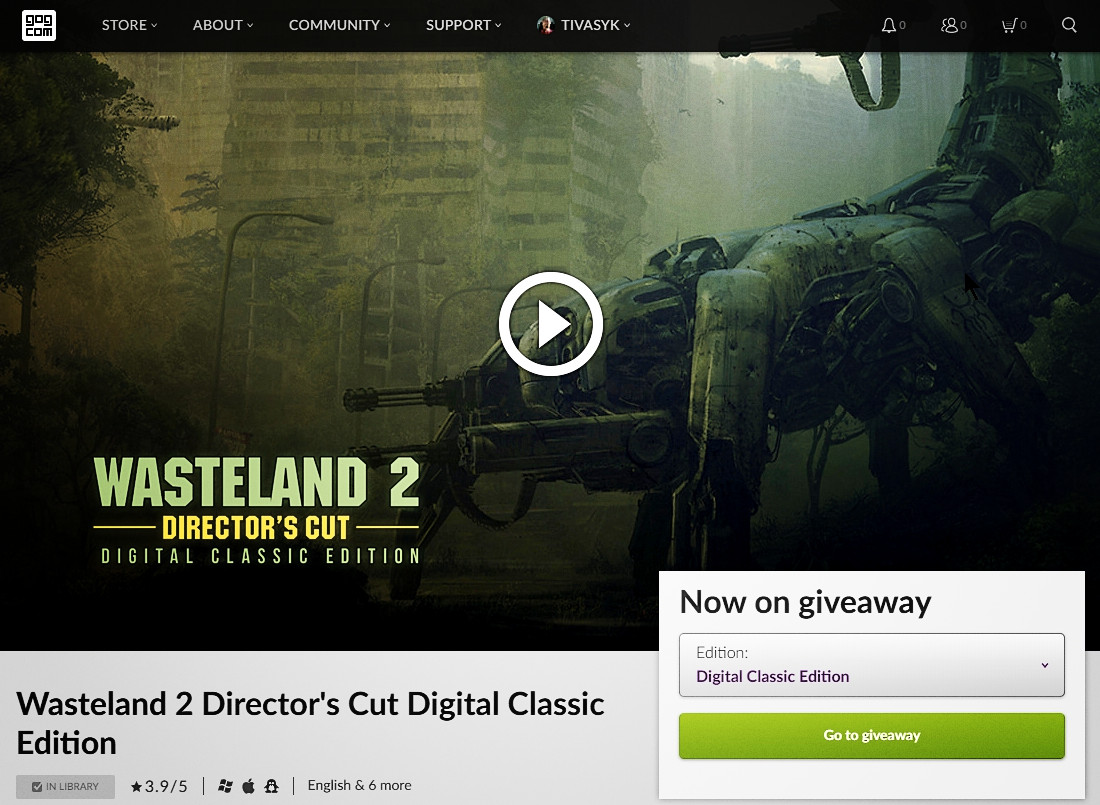 gog
com
STORE ABOUT COMMUNITY SUPPORT TIVASYK 0 0 0
WASTELAND 2
DIRECTOR'S CUT
DIGITAL CLASSIC EDITION
Now on giveaway
Edition:
Digital Classic Edition
Go to giveaway
Wasteland 2 Director's Cut Digital Classic
Edition
IN LIBRARY 3.9/5 English & 6 more